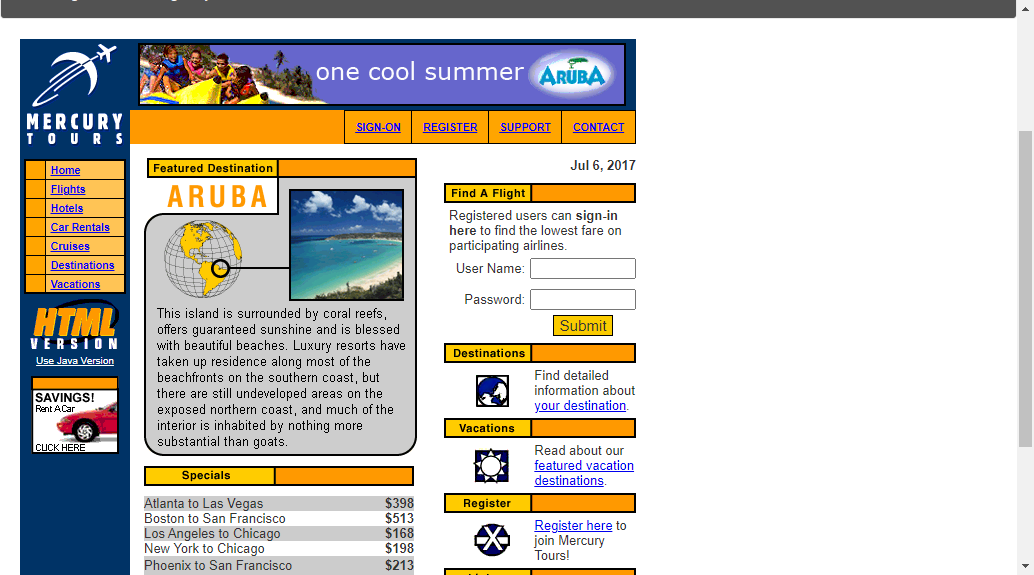 one cool summer ARUBA
MERCURY
TOURS
SIGN-ON REGISTER SUPPORT CONTACT
Home
Flights
Hotels
Car Rentals
Cruises
Destinations
Vacations
HTML
VERSION
Use Java Version
SAVINGS!
Rent A Car
CLICK HERE
Featured Destination
ARUBA
This island is surrounded by coral reefs,
offers guaranteed sunshine and is blessed
with beautiful beaches. Luxury resorts have
taken up residence along most of the
beachfronts on the southern coast, but
there are still undeveloped areas on the
exposed northern coast, and much of the
interior is inhabited by nothing more
substantial than goats.
Specials
Atlanta to Las Vegas $398
Boston to San Francisco $513
Los Angeles to Chicago $168
New York to Chicago $198
Phoenix to San Francisco $213
Jul 6, 2017
Find A Flight
Registered users can sign-in
here to find the lowest fare on
participating airlines.
User Name:
Password:
Submit
Destinations
Find detailed
information about
your destination.
Vacations
Read about our
featured vacation
destinations.
Register
Register here to
join Mercury
Tours!